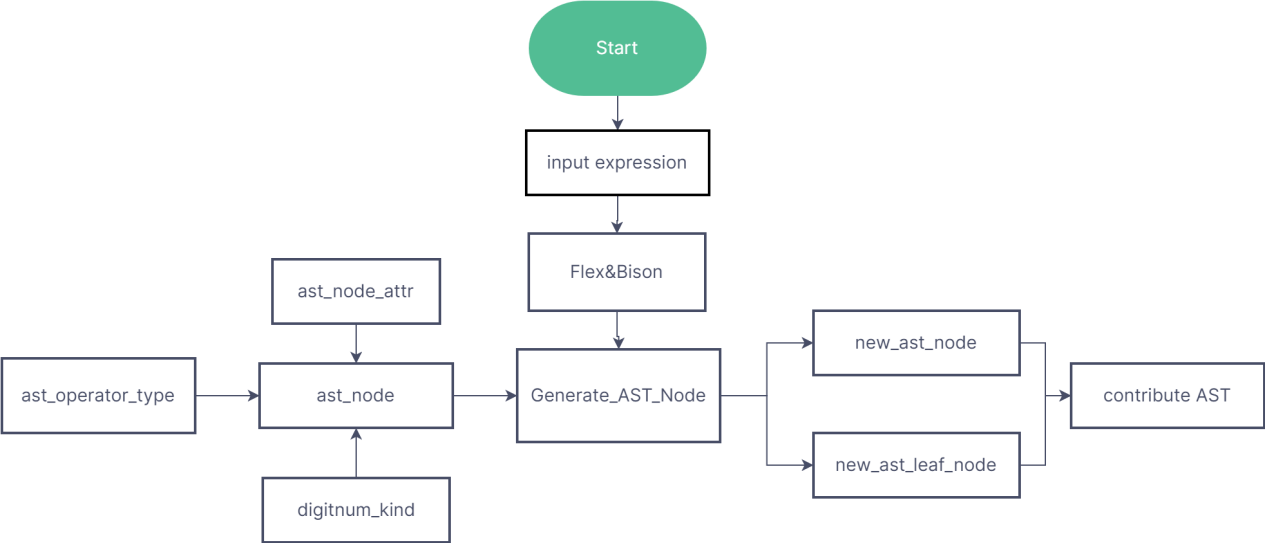 Start
input expression
Flex&Bison
ast_node_attr
new_ast_node
ast_operator_type
ast_node
Generate_AST_Node
contribute AST
new_ast_leaf_node
digitnum_kind